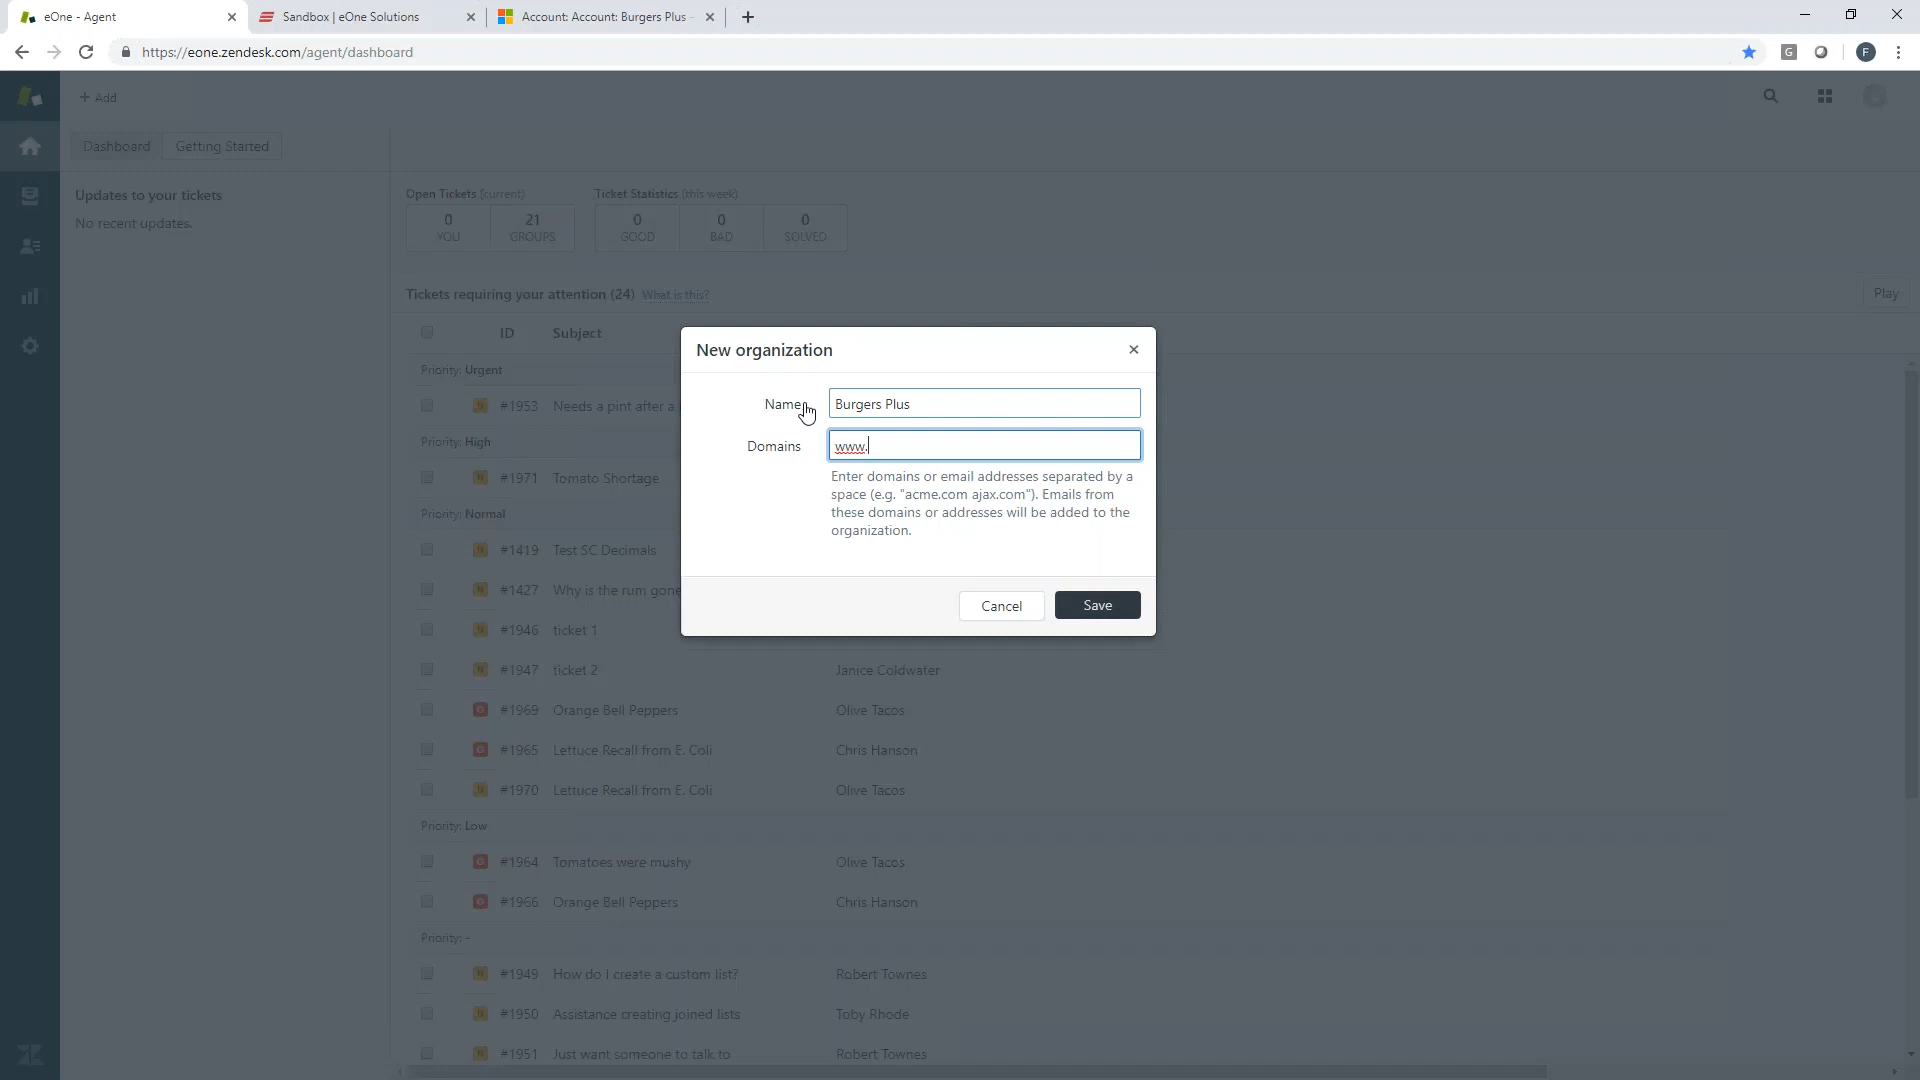 eOne - Agent
Sandbox | eOne Solutions
Account: Account: Burgers Plus -
https://eone.zendesk.com/agent/dashboard
G
F
+ Add
Dashboard
Getting Started
Updates to your tickets
No recent updates.
Open Tickets (current)
Ticket Statistics (this week)
0
21
0
0
0
YOU
GROUPS
GOOD
BAD
SOLVED
Tickets requiring your attention (24) What is this?
Play
ID Subject
Priority: Urgent
N #1953 Needs a pint after a
Priority: High
N #1971 Tomato Shortage
Priority: Normal
N #1419 Test SC Decimals
N #1427 Why is the rum gone
N #1946 ticket 1
N #1947 ticket 2 Janice Coldwater
O #1969 Orange Bell Peppers Olive Tacos
O #1965 Lettuce Recall from E. Coli Chris Hanson
N #1970 Lettuce Recall from E. Coli Olive Tacos
Priority: Low
O #1964 Tomatoes were mushy Olive Tacos
O #1966 Orange Bell Peppers Chris Hanson
Priority: -
N #1949 How do I create a custom list? Robert Townes
N #1950 Assistance creating joined lists Toby Rhode
N #1951 Just want someone to talk to Robert Townes
New organization
Name Burgers Plus
Domains www.
Enter domains or email addresses separated by a
space (e.g. "acme.com ajax.com"). Emails from
these domains or addresses will be added to the
organization.
Cancel
Save